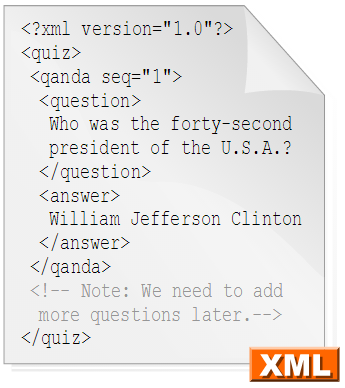 <?xml version="1.0"?>
<quiz>
<qanda seq="1">
<question>
Who was the forty-second
president of the U.S.A.?
</question>
<answer>
William Jefferson Clinton
</answer>
</qanda>
<!-- Note: We need to add
more questions later.-->
</quiz>
XML